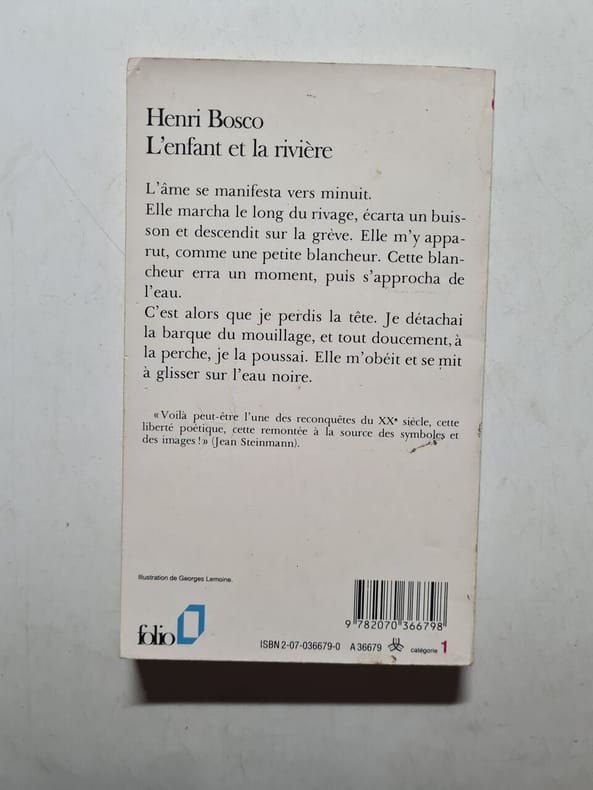 Henri Bosco
L'enfant et la rivière
L'âme se manifesta vers minuit.
Elle marcha le long du rivage, écarta un buis-
son et descendit sur la grève. Elle m'y appa-
rut, comme une petite blancheur. Cette blan-
cheur erra un moment, puis s'approcha de
l'eau.
C'est alors que je perdis la tête. Je détachai
la barque du mouillage, et tout doucement, à
la perche, je la poussai. Elle m'obéit et se mit
à glisser sur l'eau noire.
« Voilà peut-être l'une des reconquêtes du XXe siècle, cette
liberté poétique, cette remontée à la source des symboles et
des images ! » (Jean Steinmann).
Illustration de Georges Lemoine.
9 782070 366798
folio
ISBN 2-07-036679-0 A 36679 catégorie 1